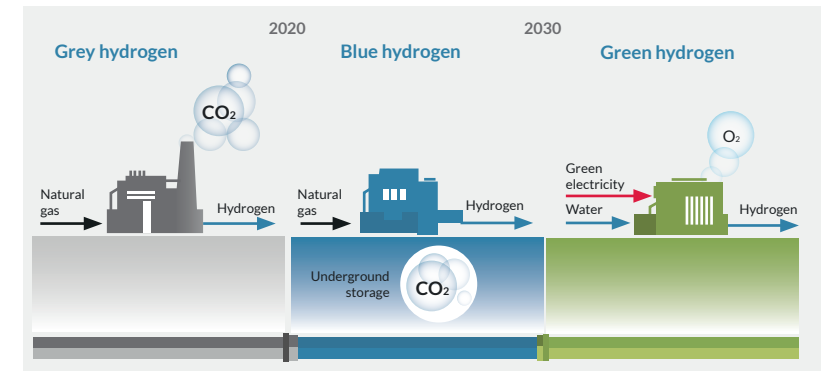 2020
2030
Grey hydrogen
Blue hydrogen
Green hydrogen
CO₂
O₂
Natural
gas
Hydrogen
Natural
gas
Hydrogen
Green
electricity
Water
Hydrogen
Underground
storage
CO₂